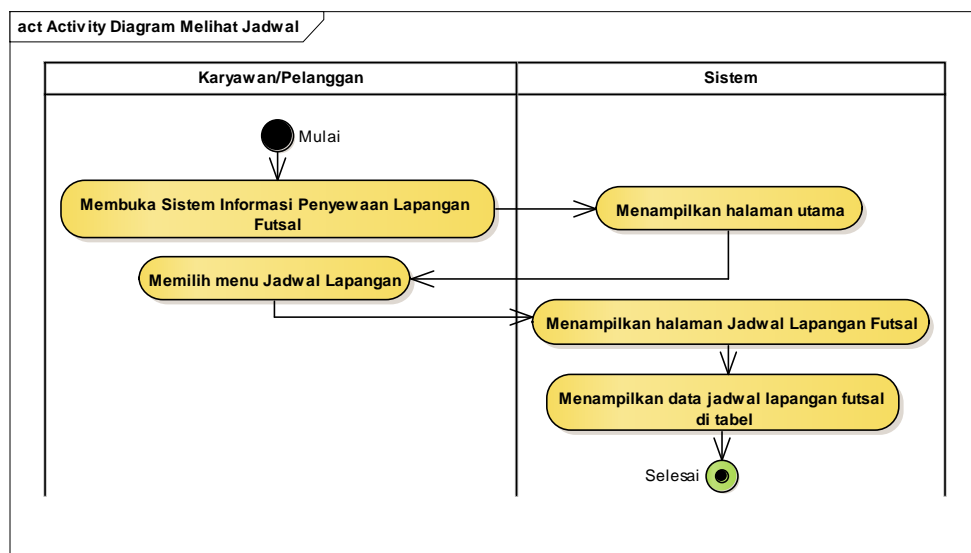 act Activity Diagram Melihat Jadwal
Karyawan/Pelanggan
Sistem
Mulai
Membuka Sistem Informasi Penyewaan Lapangan
Futsal
Menampilkan halaman utama
Memilih menu Jadwal Lapangan
Menampilkan halaman Jadwal Lapangan Futsal
Menampilkan data jadwal lapangan futsal
di tabel
Selesai